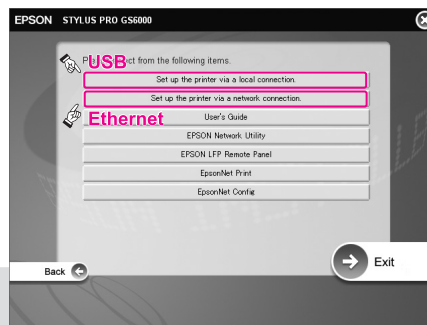 EPSON STYLUS PRO GS6000
USB
ct from the following items.
Set up the printer via a local connection.
Set up the printer via a network connection.
Ethernet
User's Guide
EPSON Network Utility
EPSON LFP Remote Panel
EpsonNet Print
EpsonNet Config
Exit
Back